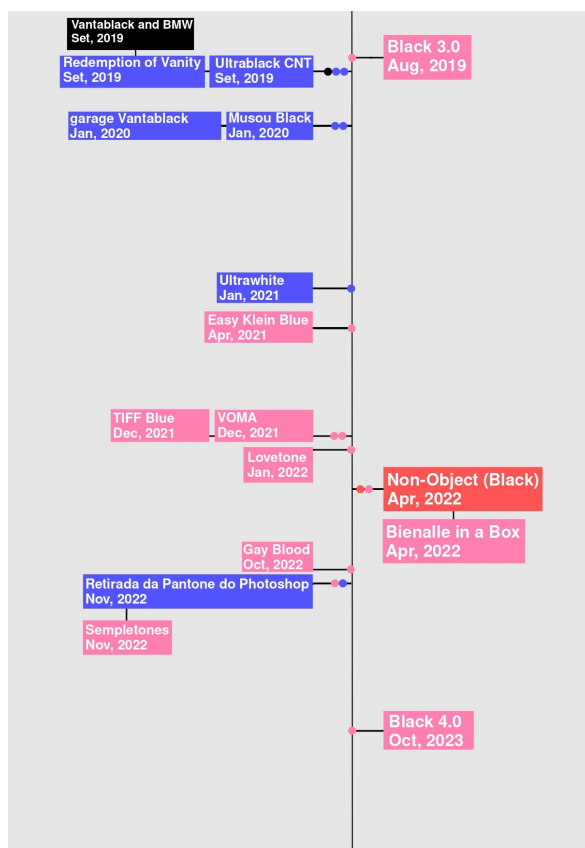 Vantablack and BMW
Set, 2019
Black 3.0
Aug, 2019
Redemption of Vanity
Set, 2019
Ultrablack CNT
Set, 2019
garage Vantablack
Jan, 2020
Musou Black
Jan, 2020
Ultrawhite
Jan, 2021
Easy Klein Blue
Apr, 2021
TIFF Blue
Dec, 2021
VOMA
Dec, 2021
Lovetone
Jan, 2022
Non-Object (Black)
Apr, 2022
Bienalle in a Box
Apr, 2022
Gay Blood
Oct, 2022
Retirada da Pantone do Photoshop
Nov, 2022
Sempletones
Nov, 2022
Black 4.0
Oct, 2023